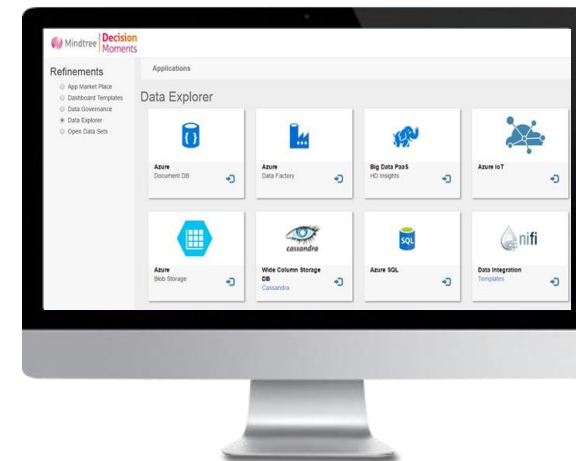 Mindtree
Decision
Moments
Refinements
App Market Place
Dashboard Templates
Data Governance
Data Explorer
Open Data Sets
Applications
Data Explorer
Azure
Document DB
Azure
Data Factory
Big Data PaaS
HD Insights
Azure IoT
Azure
Blob Storage
cassandra
Wide Column Storage
DB
Cassandra
SQL
Azure SQL
nifi
Data Integration
Templates